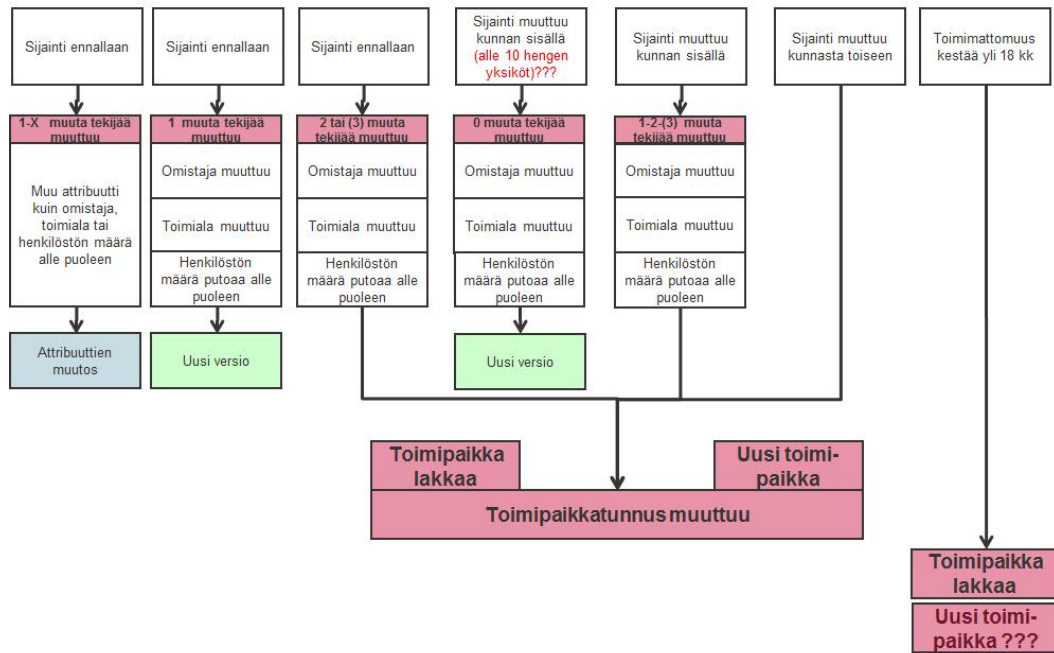 Sijainti ennallaan
Sijainti ennallaan
Sijainti ennallaan
Sijainti muuttuu
kunnan sisällä
(alle 10 hengen
yksiköt)???
Sijainti muuttuu
kunnan sisällä
Sijainti muuttuu
kunnasta toiseen
Toimimattomuus
kestää yli 18 kk
1-X muuta tekijää
muuttuu
1 muuta tekijää
muuttuu
2 tai (3) muuta
tekijää muuttuu
0 muuta tekijää
muuttuu
1-2-(3) muuta
tekijää muuttuu
Muu attribuutti
kuin omistaja,
toimiala tai
henkilöstön määrä
alle puoleen
Omistaja muuttuu
Toimiala muuttuu
Henkilöstön
määrä putoaa alle
puoleen
Omistaja muuttuu
Toimiala muuttuu
Henkilöstön
määrä putoaa alle
puoleen
Omistaja muuttuu
Toimiala muuttuu
Henkilöstön
määrä putoaa alle
puoleen
Omistaja muuttuu
Toimiala muuttuu
Henkilöstön
määrä putoaa alle
puoleen
Attribuuttien
muutos
Uusi versio
Uusi versio
Toimipaikka
lakkaa
Uusi toimi-
paikka
Toimipaikkatunnus muuttuu
Toimipaikka
lakkaa
Uusi toimi-
paikka ???